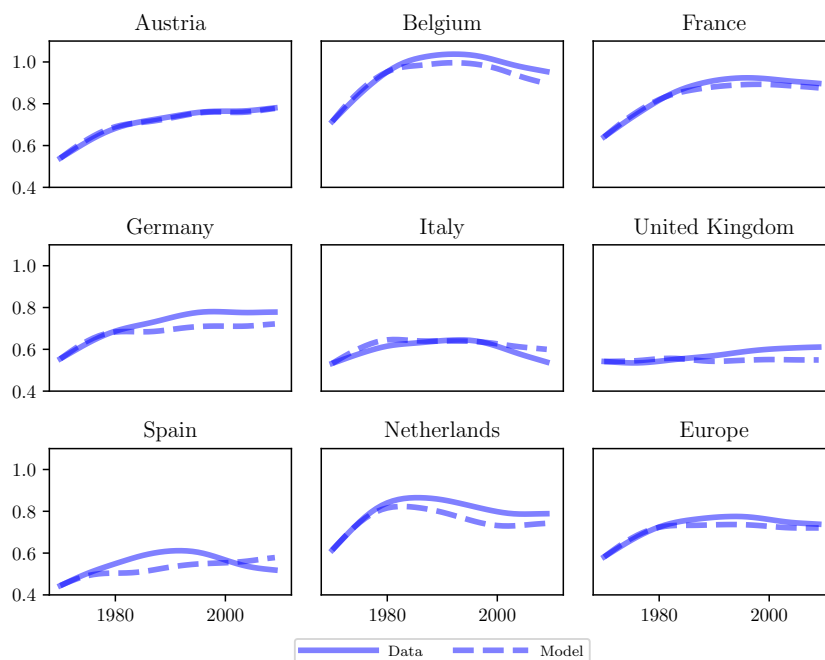 Austria Belgium France
1.0
0.8
0.6
0.4
Germany Italy United Kingdom
1.0
0.8
0.6
0.4
Spain Netherlands Europe
1.0
0.8
0.6
0.4
1980 2000 1980 2000 1980 2000
Data Model